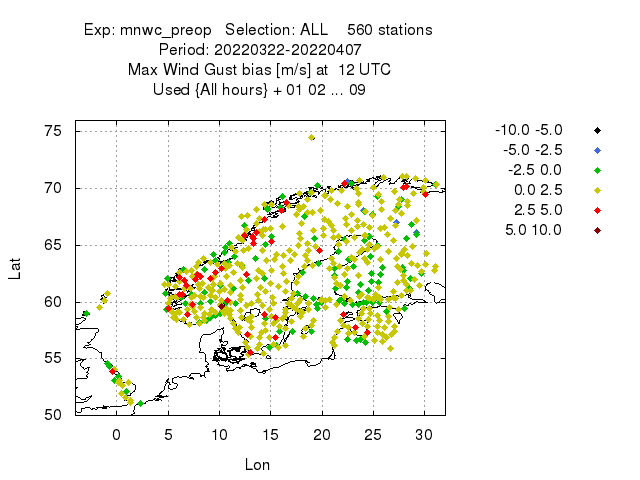 Exp: mnwc_preop   Selection: ALL    560 stations
Period: 20220322-20220407
Max Wind Gust bias [m/s] at  12 UTC
Used {All hours} + 01 02 ... 09
-10.0 -5.0
-5.0 -2.5
-2.5 0.0
0.0 2.5
2.5 5.0
5.0 10.0
75
70
65
60
55
50
Lat
0 5 10 15 20 25 30
Lon